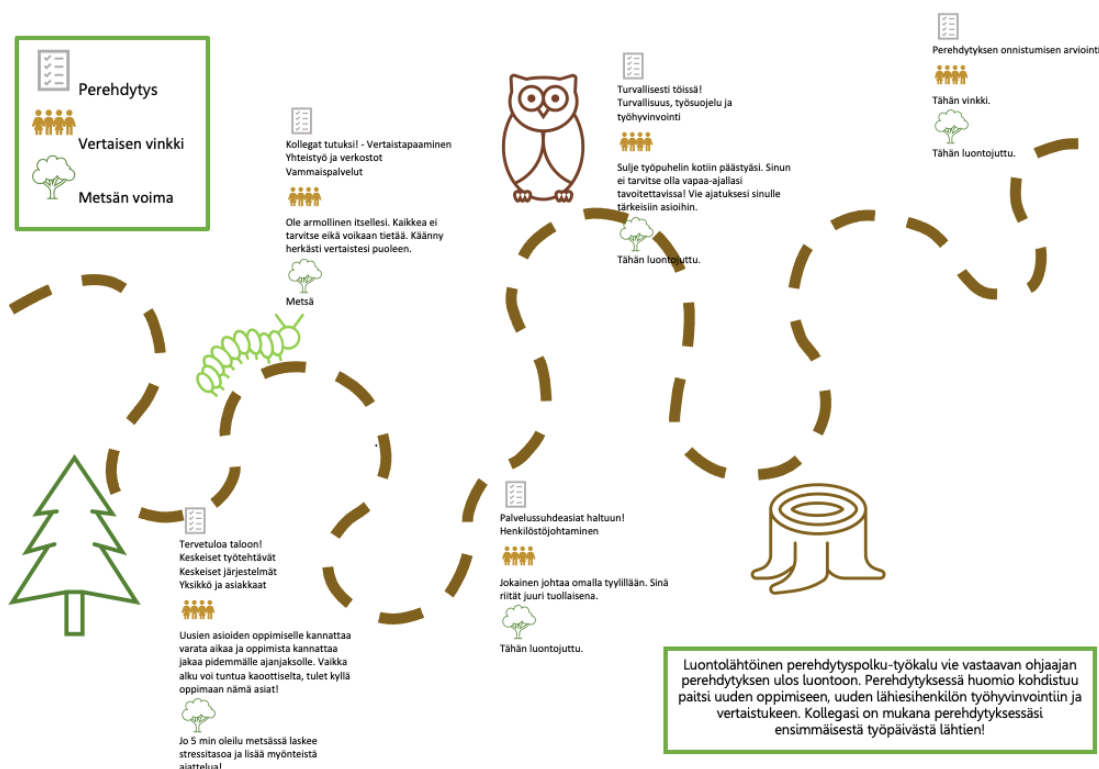 Perehdytys
Vertaisen vinkki
Metsän voima
Tervetuloa taloon!
Keskeiset työtehtävät
Keskeiset järjestelmät
Yksikkö ja asiakkaat
Uusien asioiden oppimiselle kannattaa
varata aikaa ja oppimista kannattaa
jakaa pidemmälle ajanjaksolle. Vaikka
alku voi tuntua kaoottiselta, tulet kyllä
oppimaan nämä asiat!
Jo 5 min oleilu metsässä laskee
stressitasoa ja lisää myönteistä
ajattelua!
Kollegat tutuksi! - Vertaistapaaminen
Yhteistyö ja verkostot
Vammaispalvelut
Ole armollinen itsellesi. Kaikkea ei
tarvitse eikä voikaan tietää. Käänny
herkästi vertaistesi puoleen.
Metsä
Palvelussuhdeasiat haltuun!
Henkilöstöjohtaminen
Jokainen johtaa omalla tyylillään. Sinä
riität juuri tuollaisena.
Tähän luontojuttu.
Turvallisesti töissä!
Turvallisuus, työsuojelu ja
työhyvinvointi
Sulje työpuhelin kotiin päästyäsi. Sinun
ei tarvitse olla vapaa-ajallasi
tavoitettavissa! Vie ajatuksesi sinulle
tärkeisiin asioihin.
Tähän luontojuttu.
Perehdytyksen onnistumisen arviointi
Tähän vinkki.
Tähän luontojuttu.
Luontolähtöinen perehdytyspolku-työkalu vie vastaavan ohjaajan
perehdytyksen ulos luontoon. Perehdytyksessä huomio kohdistuu
paitsi uuden oppimiseen, uuden lähiesihenkilön työhyvinvointiin ja
vertaistukeen. Kollegasi on mukana perehdytyksessäsi
ensimmäisestä työpäivästä lähtien!